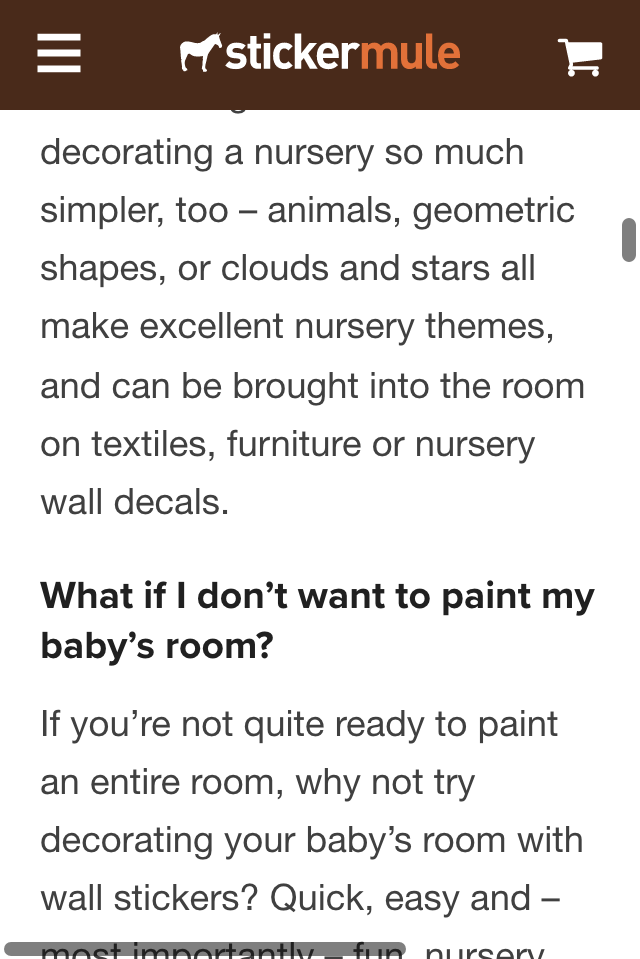 stickermule
decorating a nursery so much
simpler, too – animals, geometric
shapes, or clouds and stars all
make excellent nursery themes,
and can be brought into the room
on textiles, furniture or nursery
wall decals.
What if I don’t want to paint my
baby’s room?
If you’re not quite ready to paint
an entire room, why not try
decorating your baby’s room with
wall stickers? Quick, easy and –
most importantly – fun, nursery